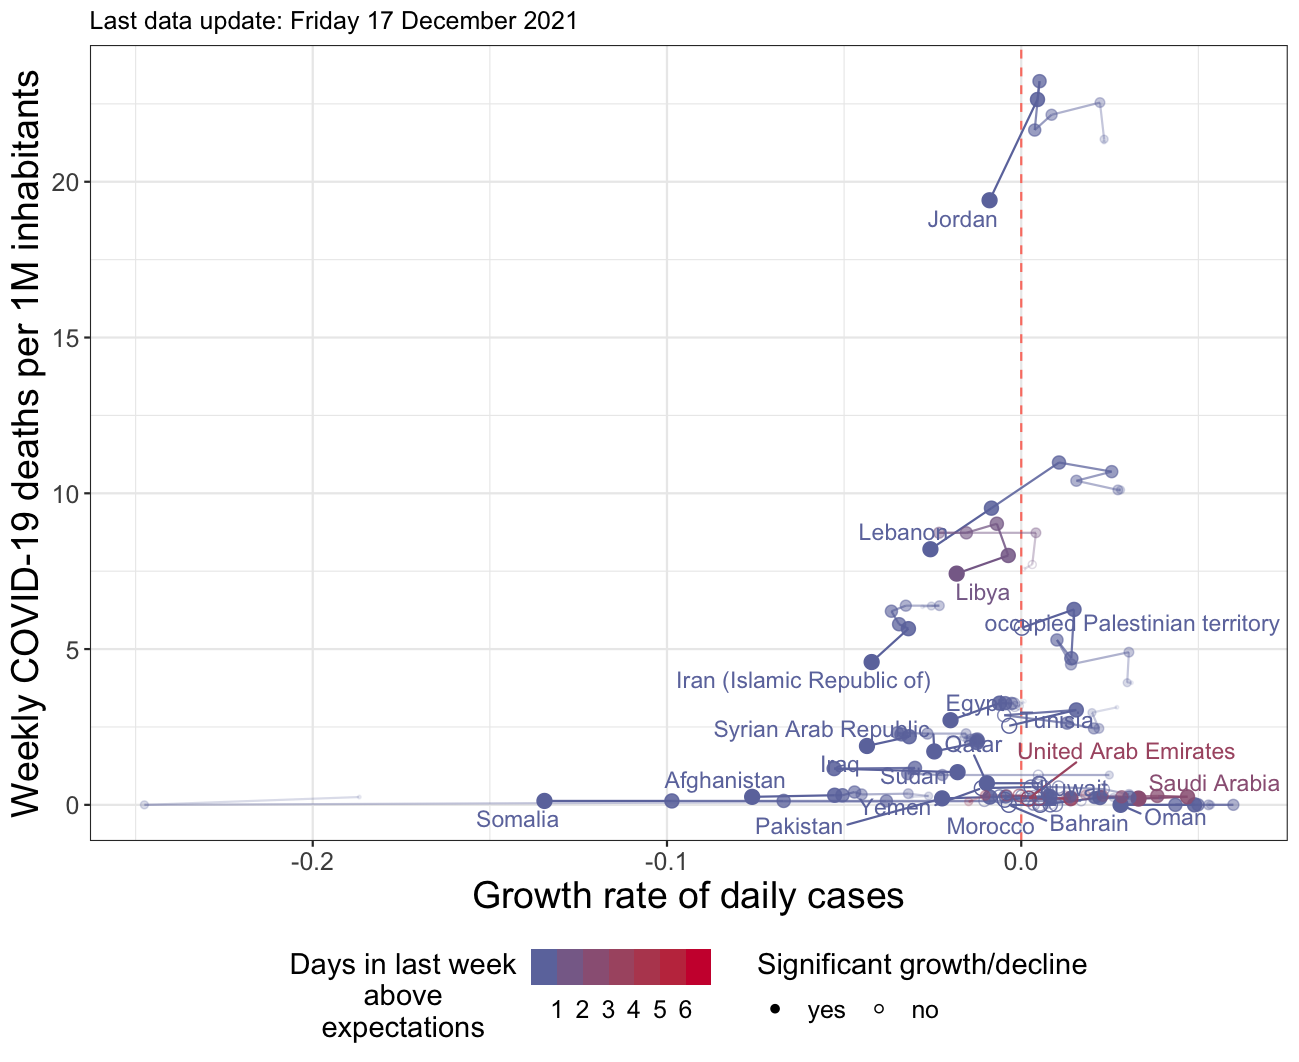 Last data update: Friday 17 December 2021
Weekly COVID-19 deaths per 1M inhabitants
20
15
10
5
0
Jordan
Lebanon
Libya
occupied Palestinian territory
Iran (Islamic Republic of)
Egypt
Tunisia
Syrian Arab Republic
Qatar
United Arab Emirates
Iraq
Sudan
Afghanistan
Kuwait
Saudi Arabia
Yemen
Somalia
Pakistan
Morocco
Bahrain
Oman
-0.2
-0.1
0.0
Growth rate of daily cases
Days in last week
above
expectations
1 2 3 4 5 6
Significant growth/decline
yes
no